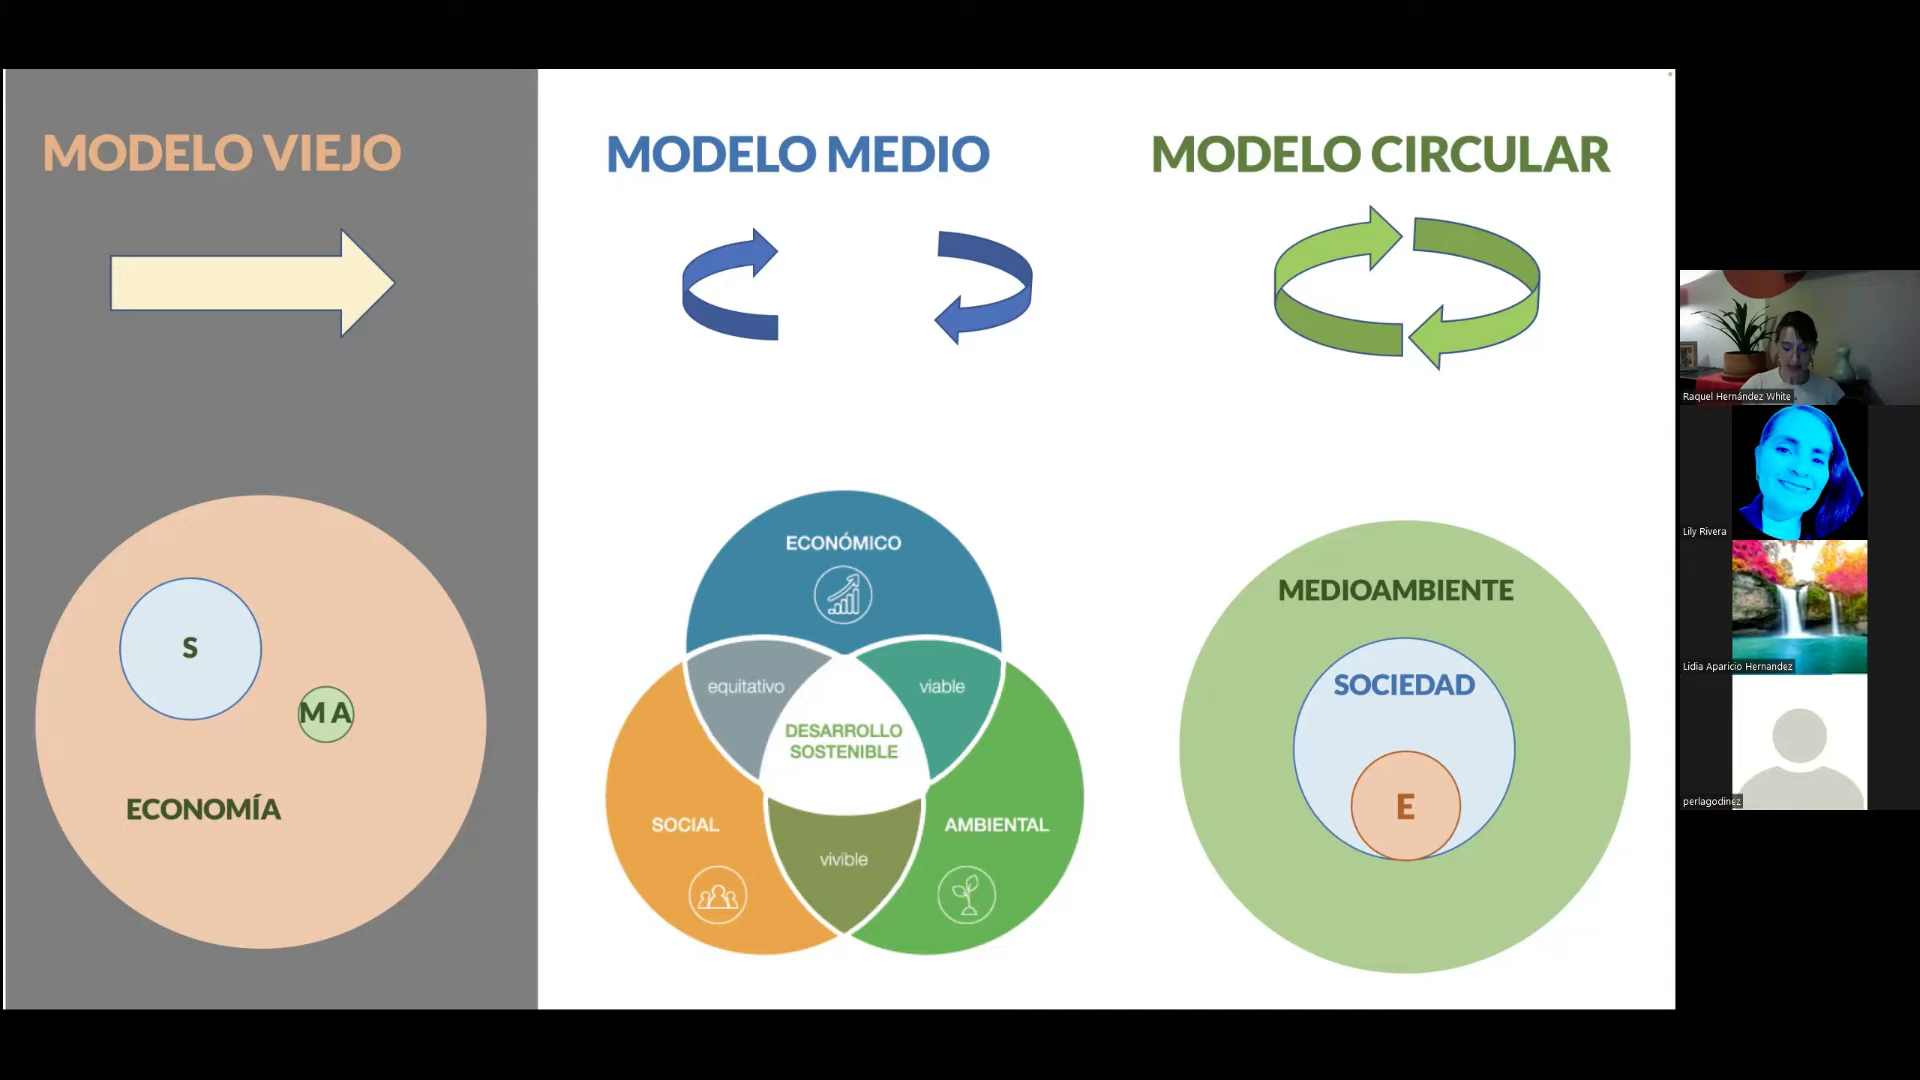 MODELO VIEJO
S
M A
ECONOMÍA
MODELO MEDIO
ECONÓMICO
equitativo
viable
DESARROLLO
SOSTENIBLE
SOCIAL
AMBIENTAL
vivible
MODELO CIRCULAR
MEDIOAMBIENTE
SOCIEDAD
E
Raquel Hernández White
Lily Rivera
Lidia Aparicio Hernandez
perlagodinez